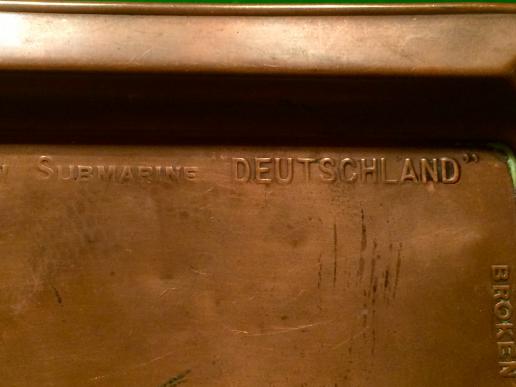 N SUBMARINE DEUTSCHLAND"
BROKEN